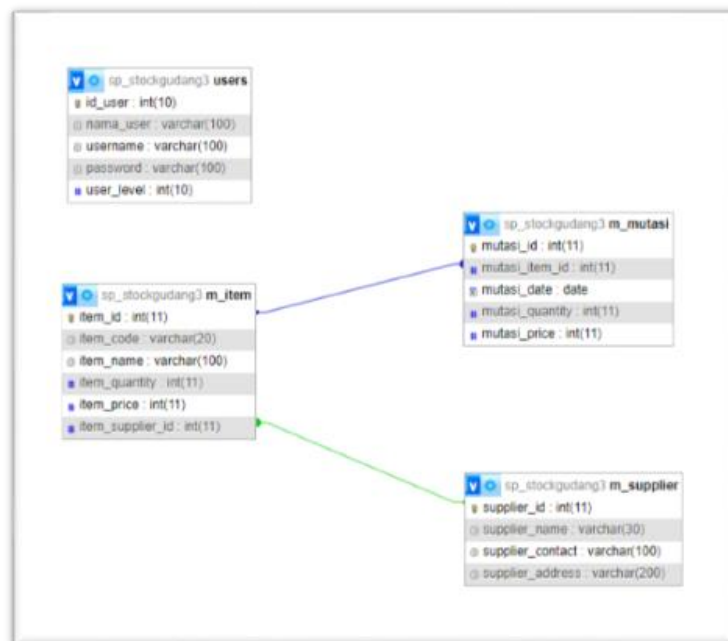 sp_stockgudang3 users
id_user : int(10)
nama_user : varchar(100)
username : varchar(100)
password : varchar(100)
user_level : int(10)
sp_stockgudang3 m_mutasi
mutasi_id : int(11)
mutasi_item_id : int(11)
mutasi_date : date
mutasi_quantity : int(11)
mutasi_price : int(11)
sp_stockgudang3 m_item
item_id : int(11)
item_code : varchar(20)
item_name : varchar(100)
item_quantity : int(11)
item_price : int(11)
item_supplier_id : int(11)
sp_stockgudang3 m_supplier
supplier_id : int(11)
supplier_name : varchar(30)
supplier_contact : varchar(100)
supplier_address : varchar(200)